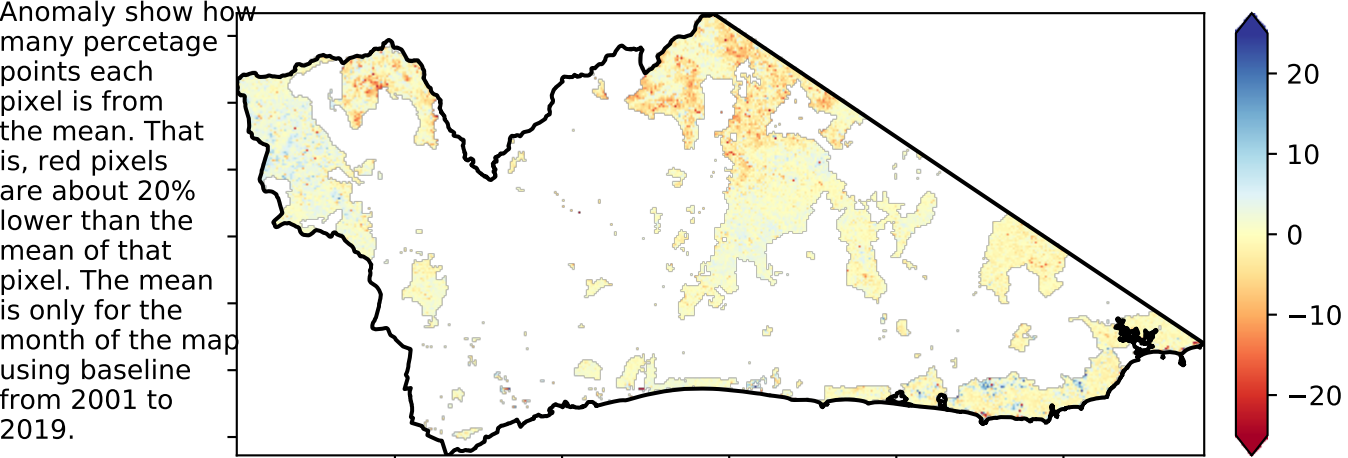 Anomaly show how
many percetage
points each
pixel is from
the mean. That
is, red pixels
are about 20%
lower than the
mean of that
pixel. The mean
is only for the
month of the map
using baseline
from 2001 to
2019.
20
10
0
−10
−20